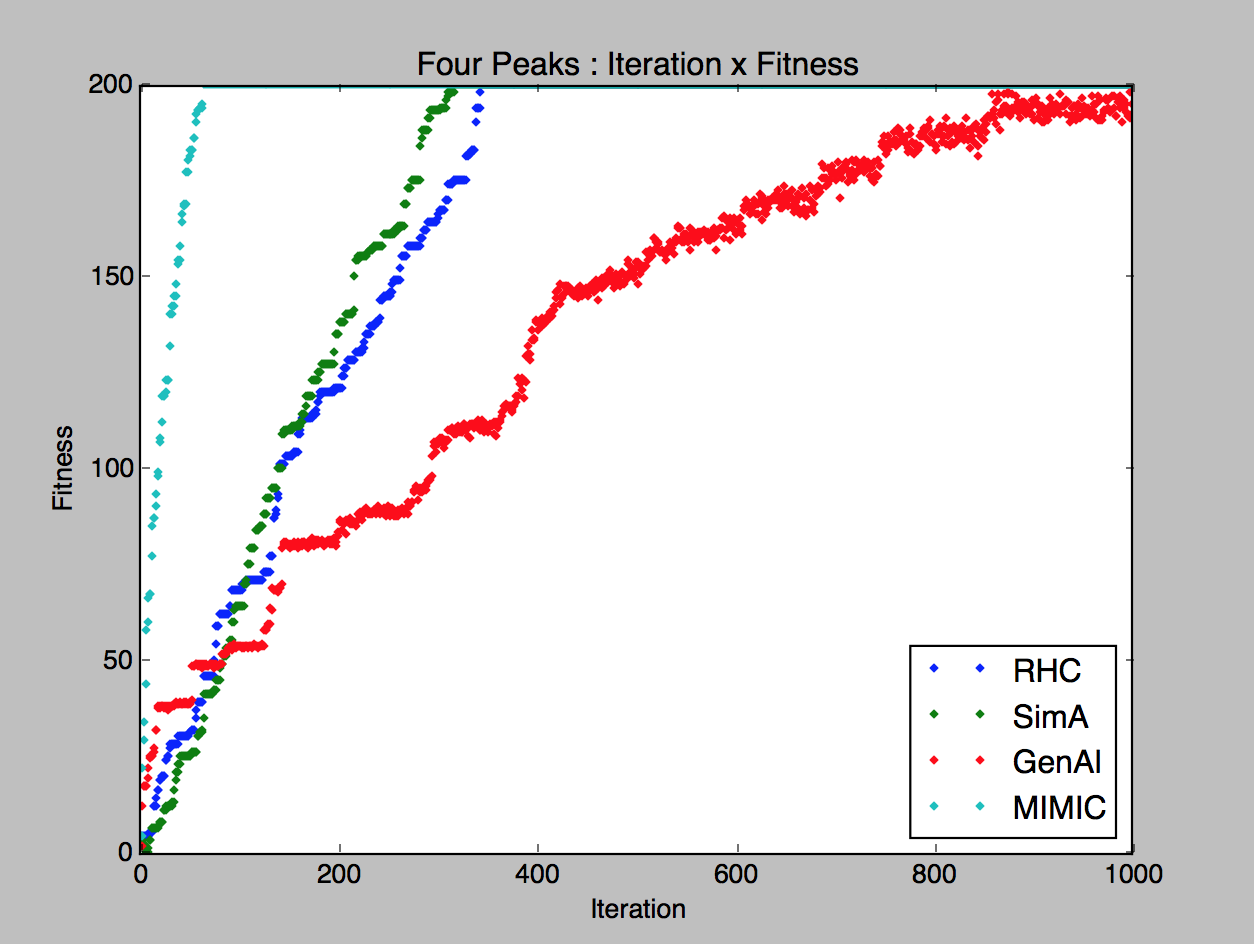 Four Peaks : Iteration x Fitness
200
150
100
50
0
Fitness
0 200 400 600 800 1000
Iteration
RHC
SimA
GenAl
MIMIC